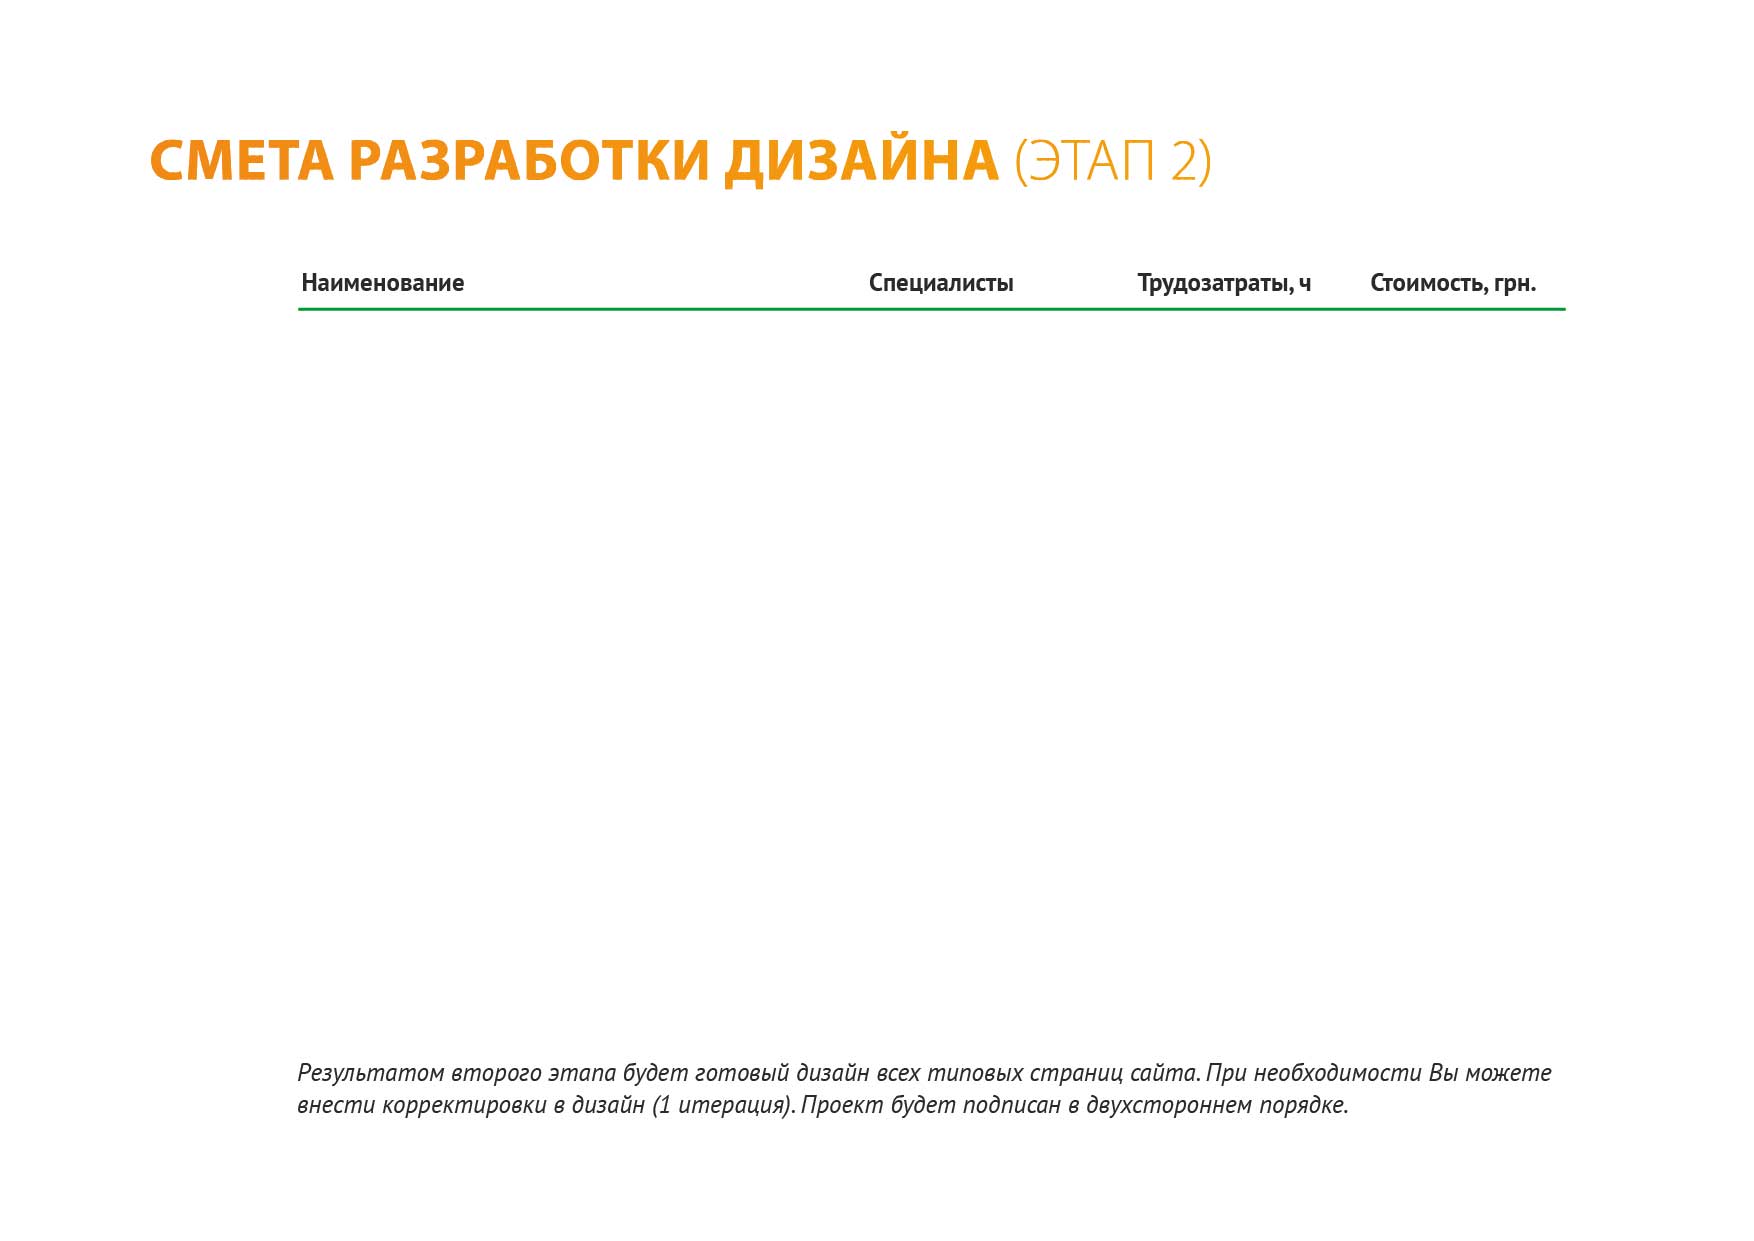 СМЕТА РАЗРАБОТКИ ДИЗАЙНА (ЭТАП 2)
Наименование Специалисты Трудозатраты, ч Стоимость, грн.
Результатом второго этапа будет готовый дизайн всех типовых страниц сайта. При необходимости Вы можете
внести корректировки в дизайн (1 итерация). Проект будет подписан в двухстороннем порядке.